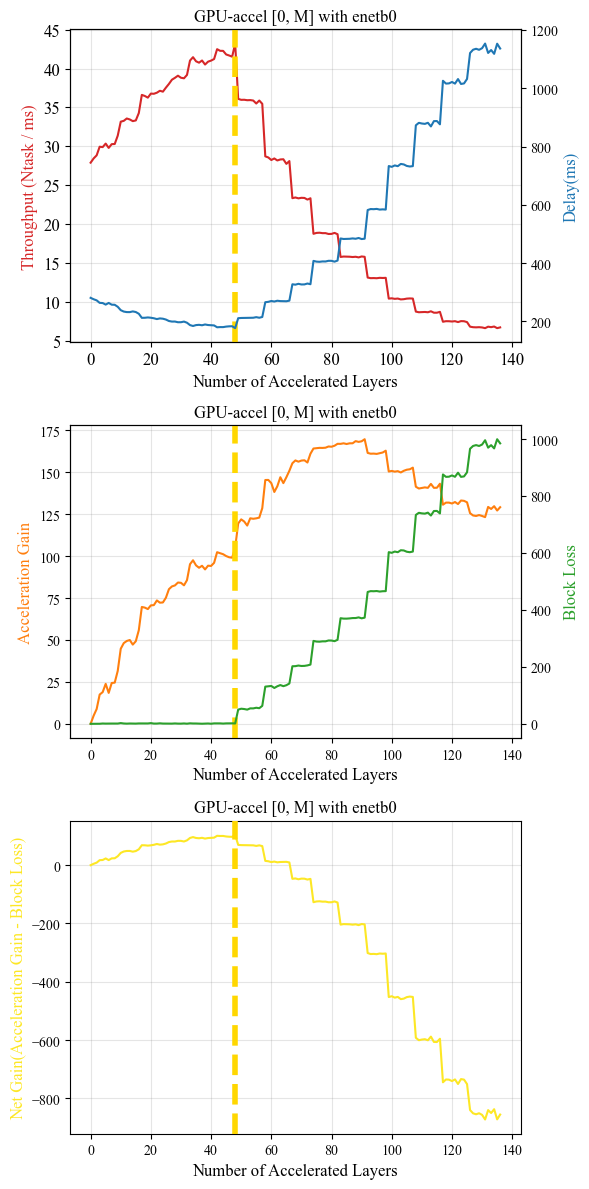 GPU-accel [0, M] with enetb0
45
40
35
30
25
20
15
10
5
Throughput (Ntask / ms)
1200
1000
800
600
400
200
Delay(ms)
0 20 40 60 80 100 120 140
Number of Accelerated Layers
GPU-accel [0, M] with enetb0
175
150
125
100
75
50
25
0
Acceleration Gain
1000
800
600
400
200
0
Block Loss
0 20 40 60 80 100 120 140
Number of Accelerated Layers
GPU-accel [0, M] with enetb0
0
−200
−400
−600
−800
Net Gain(Acceleration Gain - Block Loss)
0 20 40 60 80 100 120 140
Number of Accelerated Layers